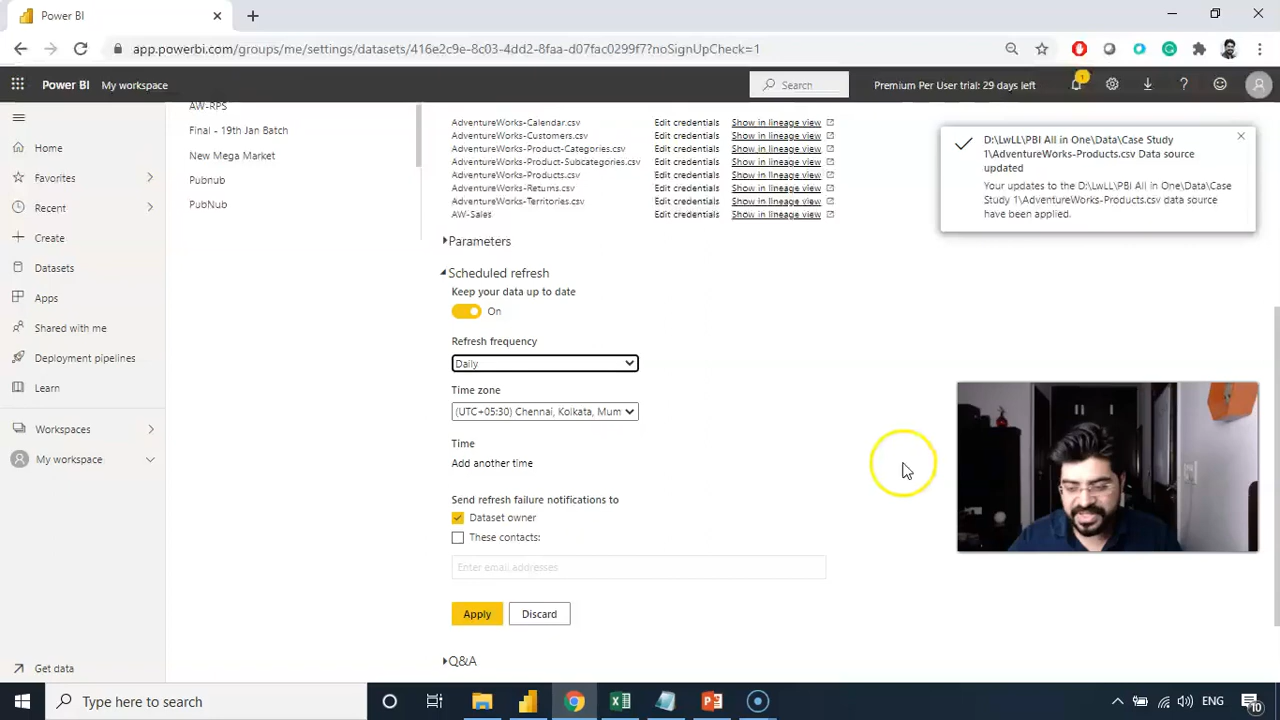 Power BI
app.powerbi.com/groups/me/settings/datasets/416e2c9e-8c03-4dd2-8faa-d07fac0299f7?noSignUpCheck=1
Power BI My workspace
Search
Premium Per User trial: 29 days left
1
Home
Favorites
Recent
Create
Datasets
Apps
Shared with me
Deployment pipelines
Learn
Workspaces
My workspace
Get data
AW-RPS
Final - 19th Jan Batch
New Mega Market
Pubnub
PubNub
AdventureWorks-Calendar.csv Edit credentials Show in lineage view
AdventureWorks-Customers.csv Edit credentials Show in lineage view
AdventureWorks-Product-Categories.csv Edit credentials Show in lineage view
AdventureWorks-Product-Subcategories.csv Edit credentials Show in lineage view
AdventureWorks-Products.csv Edit credentials Show in lineage view
AdventureWorks-Returns.csv Edit credentials Show in lineage view
AdventureWorks-Territories.csv Edit credentials Show in lineage view
AW-Sales Edit credentials Show in lineage view
Parameters
Scheduled refresh
Keep your data up to date
On
Refresh frequency
Daily
Time zone
(UTC+05:30) Chennai, Kolkata, Mum
Time
Add another time
Send refresh failure notifications to
Dataset owner
These contacts:
Enter email addresses
Apply Discard
Q&A
D:\LwLL\PBI All in One\Data\Case Study
1\AdventureWorks-Products.csv Data source
updated
Your updates to the D:\LwLL\PBI All in One\Data\Case
Study 1\AdventureWorks-Products.csv data source
have been applied.
Type here to search
ENG
10